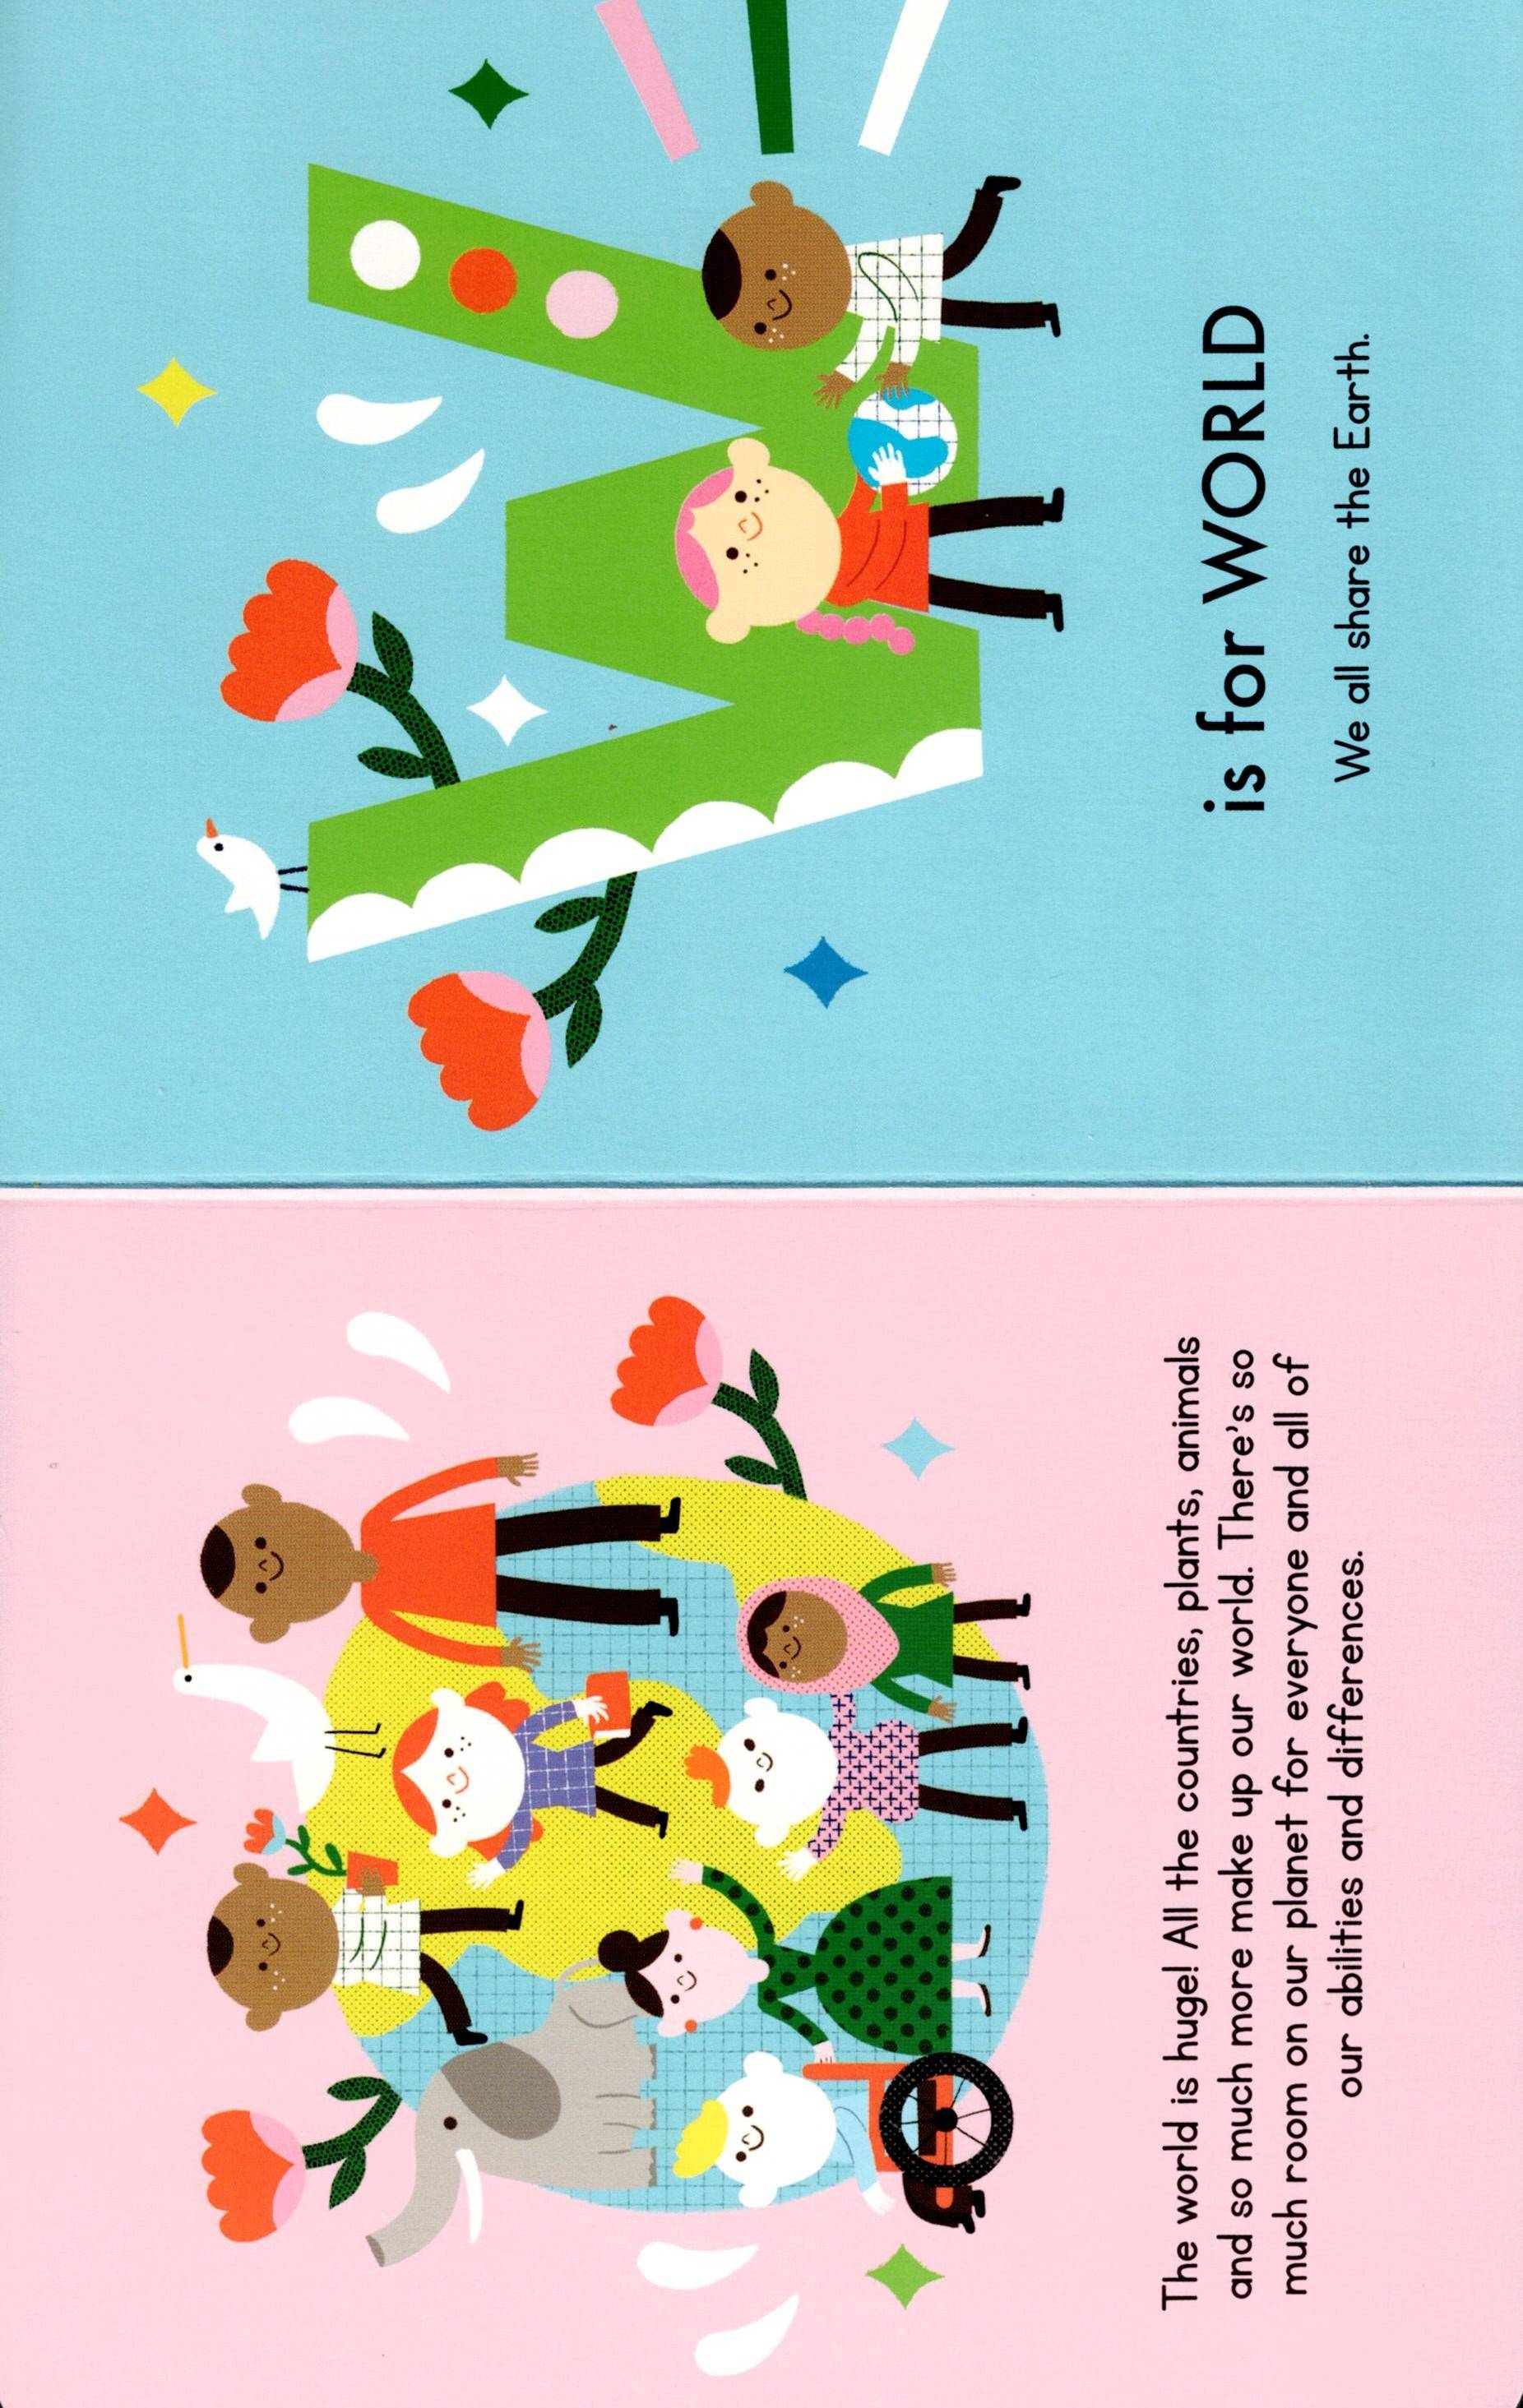 The world is huge! All the countries, plants, animals
and so much more make up our world. There's so
much room on our planet for everyone and all of
our abilities and differences.
W
is for WORLD
We all share the Earth.